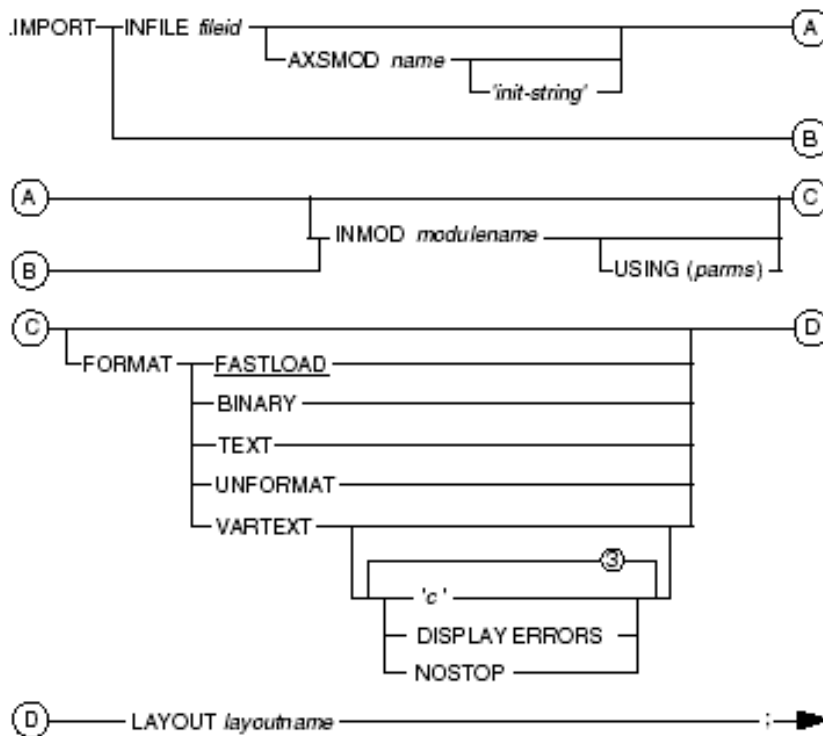 .IMPORT INFILE fileid A
AXSMOD name
'init-string'
B
A C
INMOD modulename
B USING (parms)
C D
FORMAT FASTLOAD
BINARY
TEXT
UNFORMAT
VARTEXT
3
'c'
DISPLAY ERRORS
NOSTOP
D LAYOUT layoutname ;